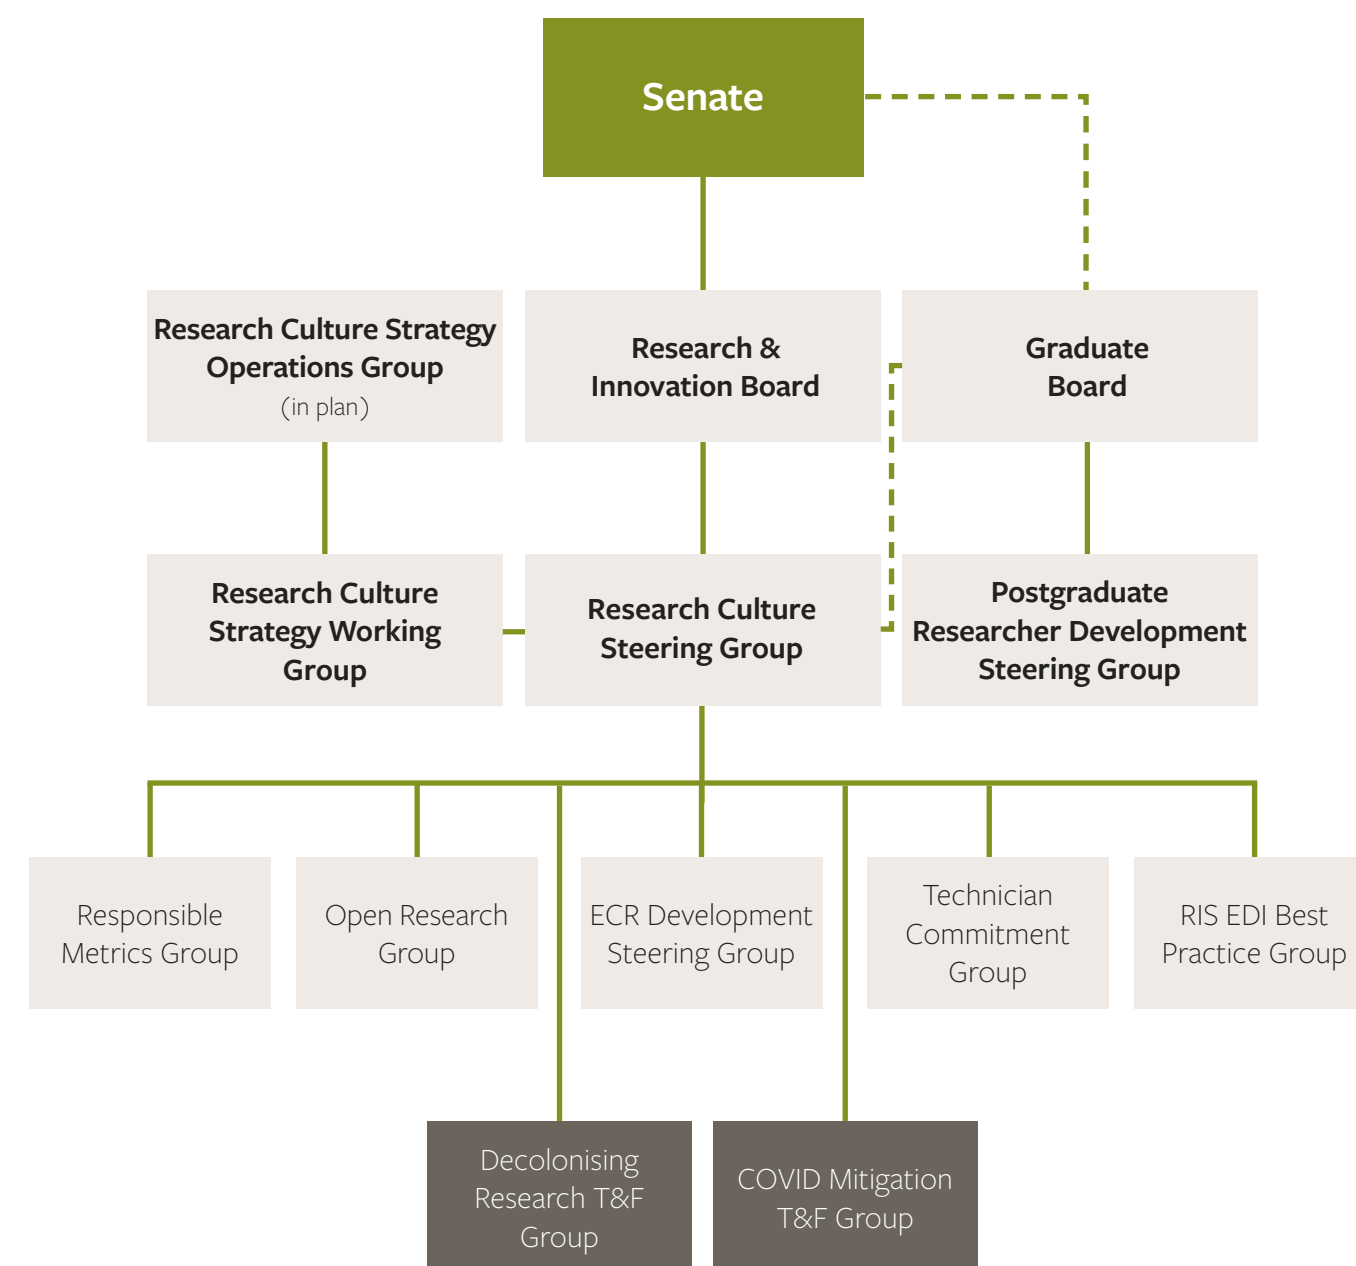 Senate
Research Culture Strategy
Operations Group
(in plan)
Research &
Innovation Board
Graduate
Board
Research Culture
Strategy Working
Group
Research Culture
Steering Group
Postgraduate
Researcher Development
Steering Group
Responsible
Metrics Group
Open Research
Group
ECR Development
Steering Group
Technician
Commitment
Group
RIS EDI Best
Practice Group
Decolonising
Research T&F
Group
COVID Mitigation
T&F Group